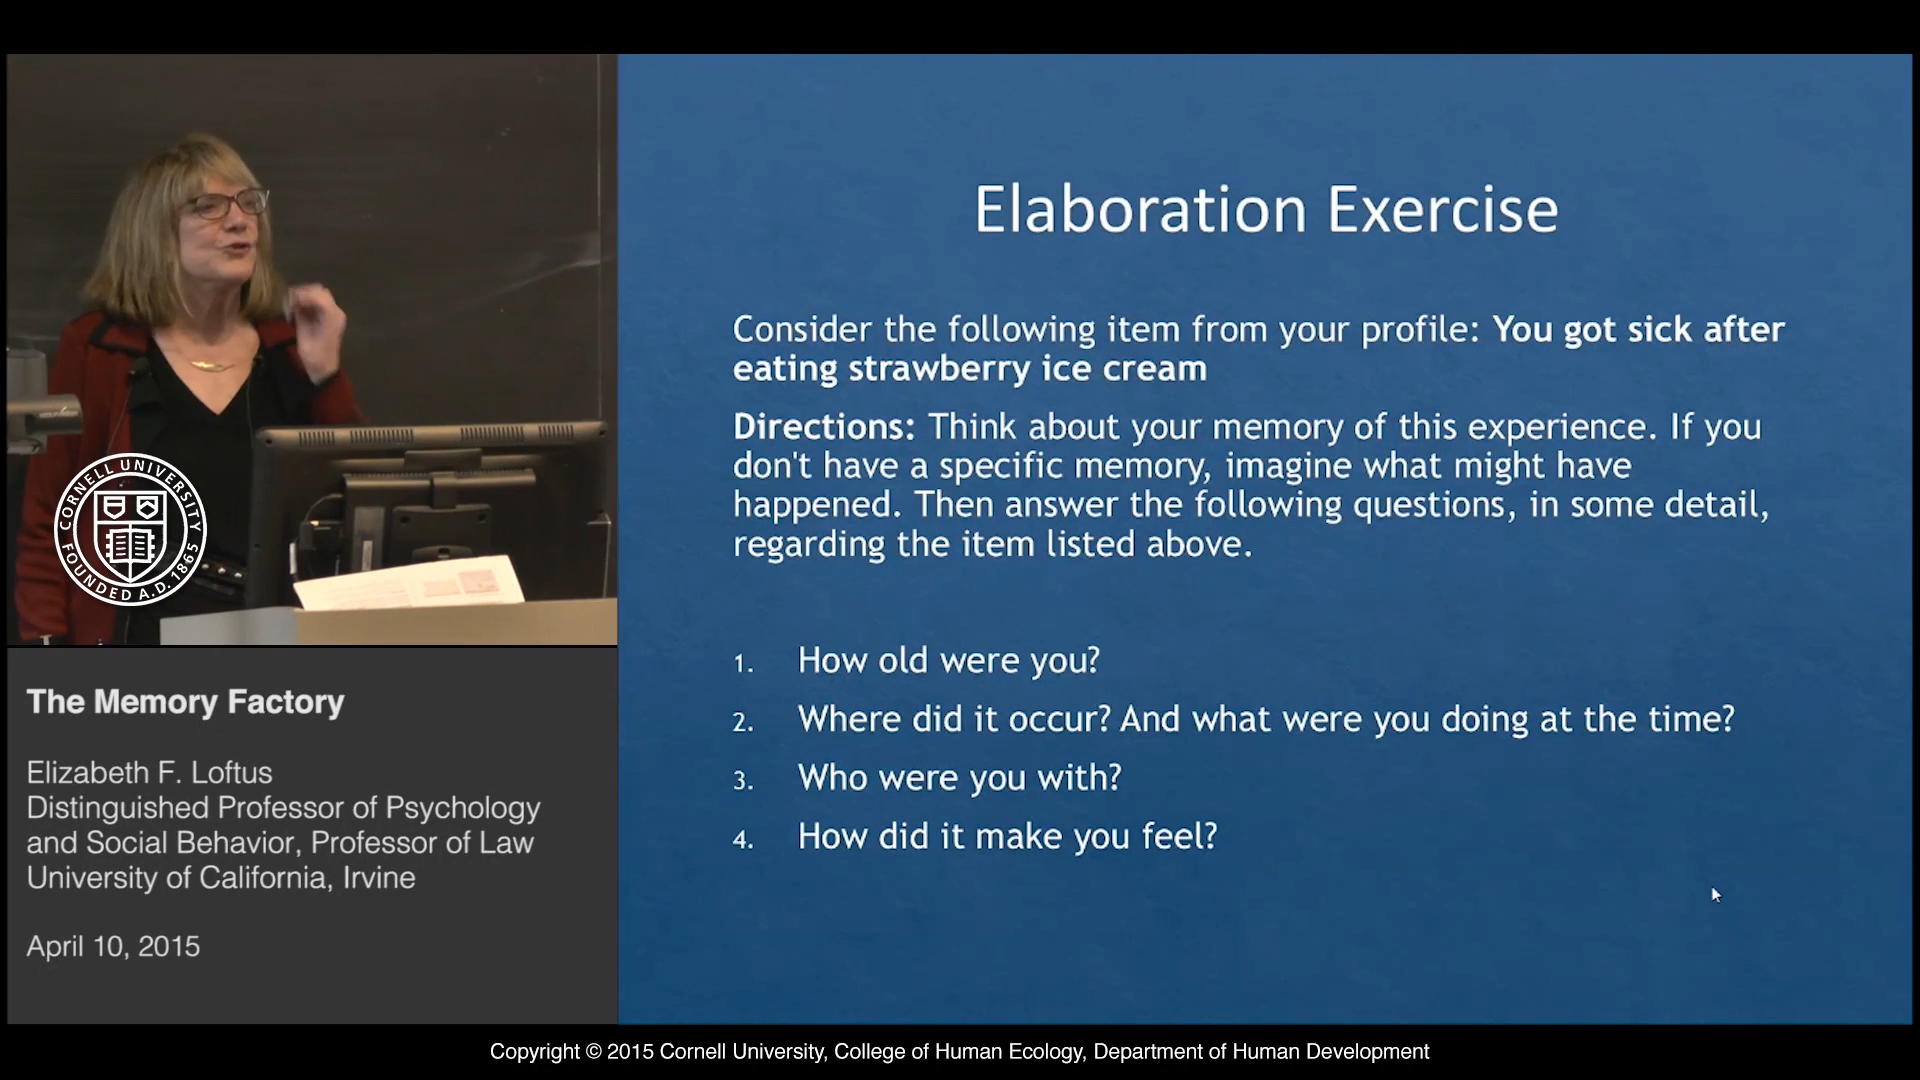 Elaboration Exercise
Consider the following item from your profile: You got sick after
eating strawberry ice cream
Directions: Think about your memory of this experience. If you
don't have a specific memory, imagine what might have
happened. Then answer the following questions, in some detail,
regarding the item listed above.
1. How old were you?
2. Where did it occur? And what were you doing at the time?
3. Who were you with?
4. How did it make you feel?
CORNELL UNIVERSITY
FOUNDED A.D. 1865
The Memory Factory
Elizabeth F. Loftus
Distinguished Professor of Psychology
and Social Behavior, Professor of Law
University of California, Irvine
April 10, 2015
Copyright © 2015 Cornell University, College of Human Ecology, Department of Human Development